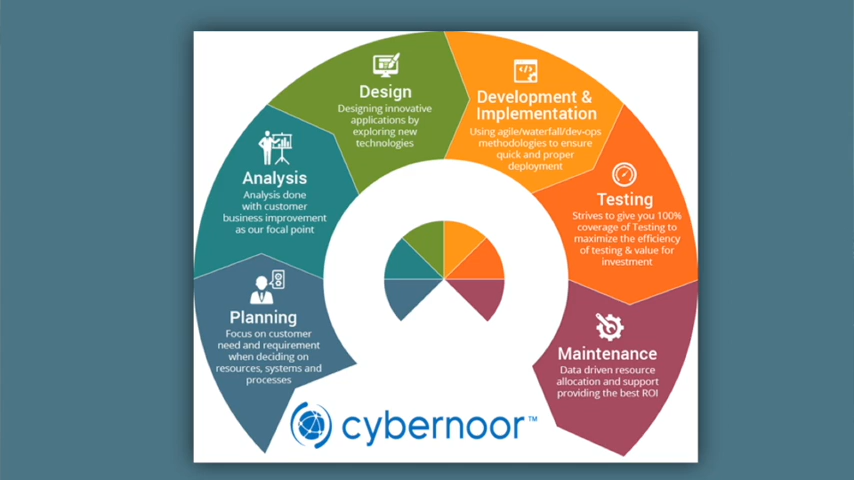 Planning
Focus on customer
need and requirement
when deciding on
resources, systems and
processes
Analysis
Analysis done
with customer
business improvement
as our focal point
Design
Designing innovative
applications by
exploring new
technologies
Development &
Implementation
Using agile/waterfall/dev-ops
methodologies to ensure
quick and proper
deployment
Testing
Strives to give you 100%
coverage of Testing to
maximize the efficiency
of testing & value for
investment
Maintenance
Data driven resource
allocation and support
providing the best ROI
cybernoor™